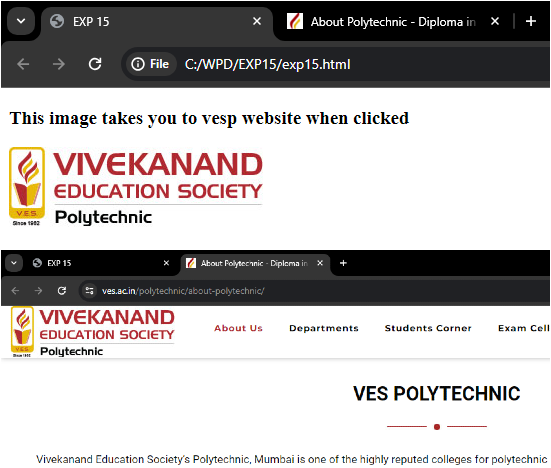 EXP 15
About Polytechnic - Diploma in
File C:/WPD/EXP15/exp15.html
This image takes you to vesp website when clicked
VIVEKANAND
EDUCATION SOCIETY
Polytechnic
V.E.S.
Since 1962
EXP 15
About Polytechnic - Diploma in
ves.ac.in/polytechnic/about-polytechnic/
VIVEKANAND
EDUCATION SOCIETY
Polytechnic
V.E.S.
Since 1962
About Us Departments Students Corner Exam Cell
VES POLYTECHNIC
Vivekanand Education Society's Polytechnic, Mumbai is one of the highly reputed colleges for polytechnic